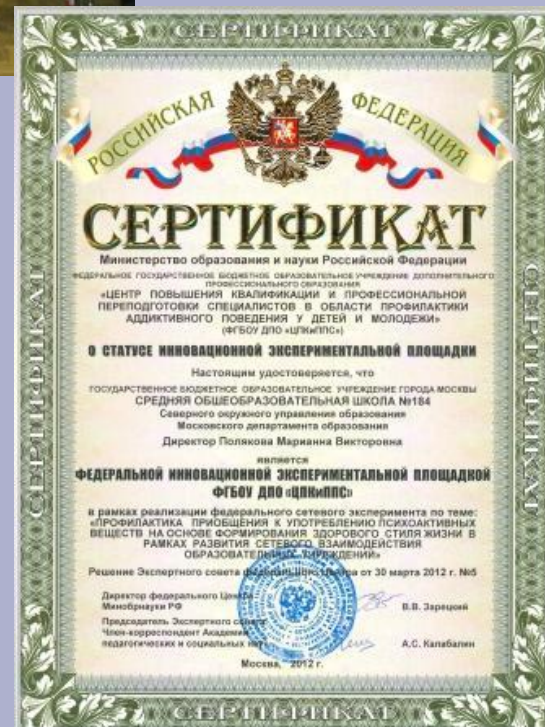 СЕРТИФИКАТ
РОССИЙСКАЯ ФЕДЕРАЦИЯ
СЕРТИФИКАТ
Министерство образования и науки Российской Федерации
ФЕДЕРАЛЬНОЕ ГОСУДАРСТВЕННОЕ БЮДЖЕТНОЕ ОБРАЗОВАТЕЛЬНОЕ УЧРЕЖДЕНИЕ ДОПОЛНИТЕЛЬНОГО
ПРОФЕССИОНАЛЬНОГО ОБРАЗОВАНИЯ
«ЦЕНТР ПОВЫШЕНИЯ КВАЛИФИКАЦИИ И ПРОФЕССИОНАЛЬНОЙ
ПЕРЕПОДГОТОВКИ СПЕЦИАЛИСТОВ В ОБЛАСТИ ПРОФИЛАКТИКИ
АДДИКТИВНОГО ПОВЕДЕНИЯ У ДЕТЕЙ И МОЛОДЕЖИ»
(ФГБОУ ДПО «ЦПКиППС»)
О СТАТУСЕ ИННОВАЦИОННОЙ ЭКСПЕРИМЕНТАЛЬНОЙ ПЛОЩАДКИ
Настоящим удостоверяется, что
ГОСУДАРСТВЕННОЕ БЮДЖЕТНОЕ ОБРАЗОВАТЕЛЬНОЕ УЧРЕЖДЕНИЕ ГОРОДА МОСКВЫ
СРЕДНЯЯ ОБЩЕОБРАЗОВАТЕЛЬНАЯ ШКОЛА №184
Северного окружного управления образования
Московского департамента образования
Директор Полякова Марианна Викторовна
является
ФЕДЕРАЛЬНОЙ ИННОВАЦИОННОЙ ЭКСПЕРИМЕНТАЛЬНОЙ ПЛОЩАДКОЙ
ФГБОУ ДПО «ЦПКиППС»
в рамках реализации федерального сетевого эксперимента по теме:
«ПРОФИЛАКТИКА ПРИОБЩЕНИЯ К УПОТРЕБЛЕНИЮ ПСИХОАКТИВНЫХ
ВЕЩЕСТВ НА ОСНОВЕ ФОРМИРОВАНИЯ ЗДОРОВОГО СТИЛЯ ЖИЗНИ В
РАМКАХ РАЗВИТИЯ СЕТЕВОГО ВЗАИМОДЕЙСТВИЯ
ОБРАЗОВАТЕЛЬНЫХ УЧРЕЖДЕНИЙ»
Решение Экспертного совета Федерального Центра от 30 марта 2012 г. №5
Директор федерального Центра
Минобрнауки РФ
В.В. Зарецкий
Председатель Экспертного совета
Член-корреспондент Академии
педагогических и социальных наук
А.С. Калабалин
Москва, 2012 г.
СЕРТИФИКАТ
СЕРТИФИКАТ
СЕРТИФИКАТ